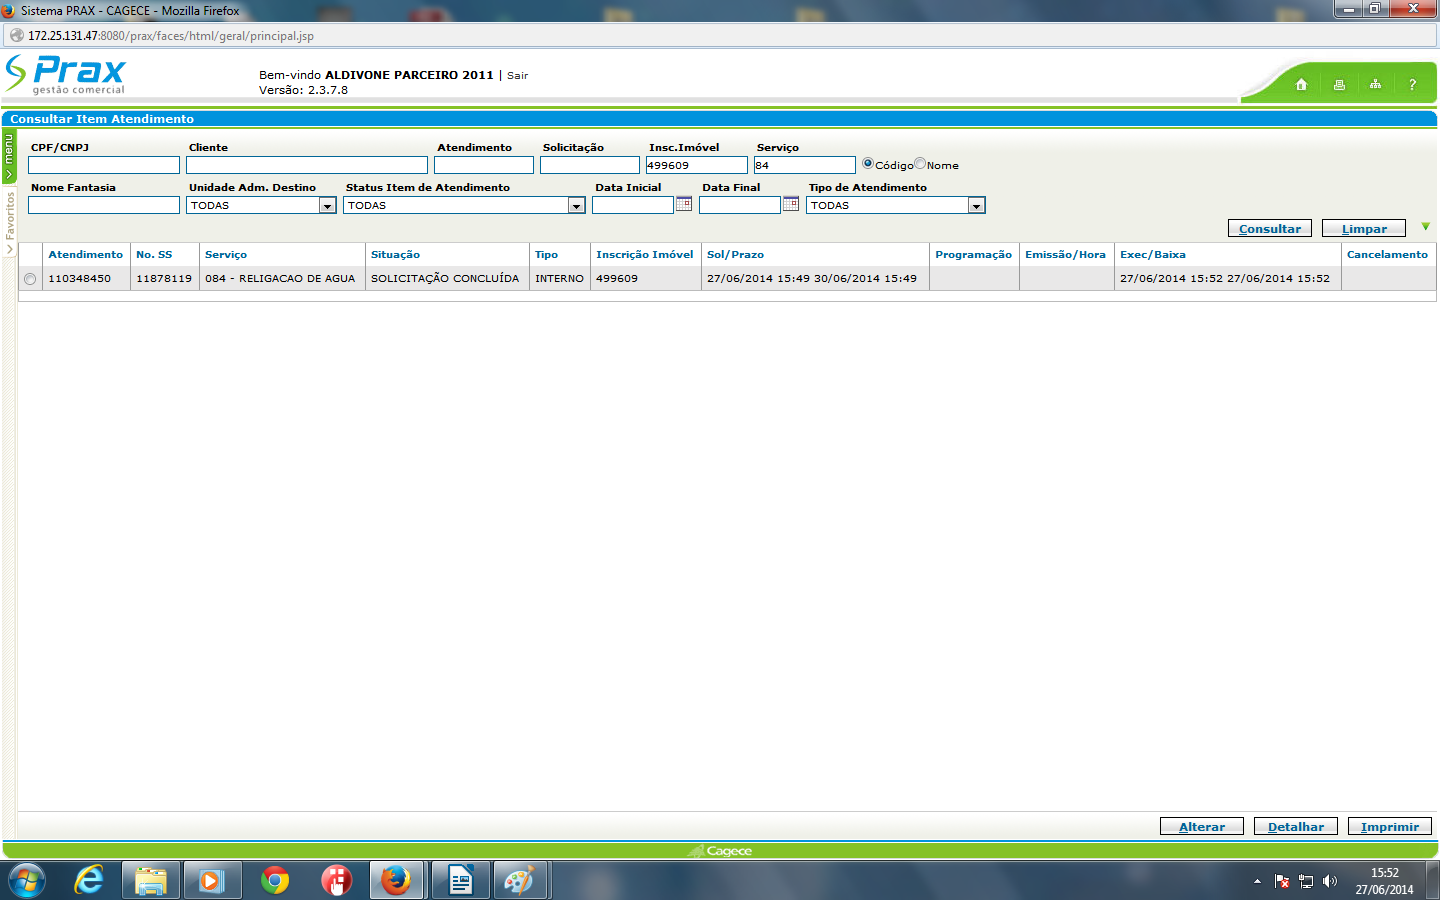 Sistema PRAX - CAGECE - Mozilla Firefox
172.25.131.47:8080/prax/faces/html/geral/principal.jsp
Prax
gestão comercial
Bem-vindo ALDIVONE PARCEIRO 2011 | Sair
Versão: 2.3.7.8
?
Consultar Item Atendimento
menu
Favoritos
CPF/CNPJ Cliente Atendimento Solicitação Insc.Imóvel Serviço
499609 84 Código Nome
Nome Fantasia Unidade Adm. Destino Status Item de Atendimento Data Inicial Data Final Tipo de Atendimento
TODAS TODAS TODAS
Consultar Limpar
Atendimento No. SS Serviço Situação Tipo Inscrição Imóvel Sol/Prazo Programação Emissão/Hora Exec/Baixa Cancelamento
110348450 11878119 084 - RELIGACAO DE AGUA SOLICITAÇÃO CONCLUÍDA INTERNO 499609 27/06/2014 15:49 30/06/2014 15:49 27/06/2014 15:52 27/06/2014 15:52
Alterar Detalhar Imprimir
Cagece
15:52
27/06/2014